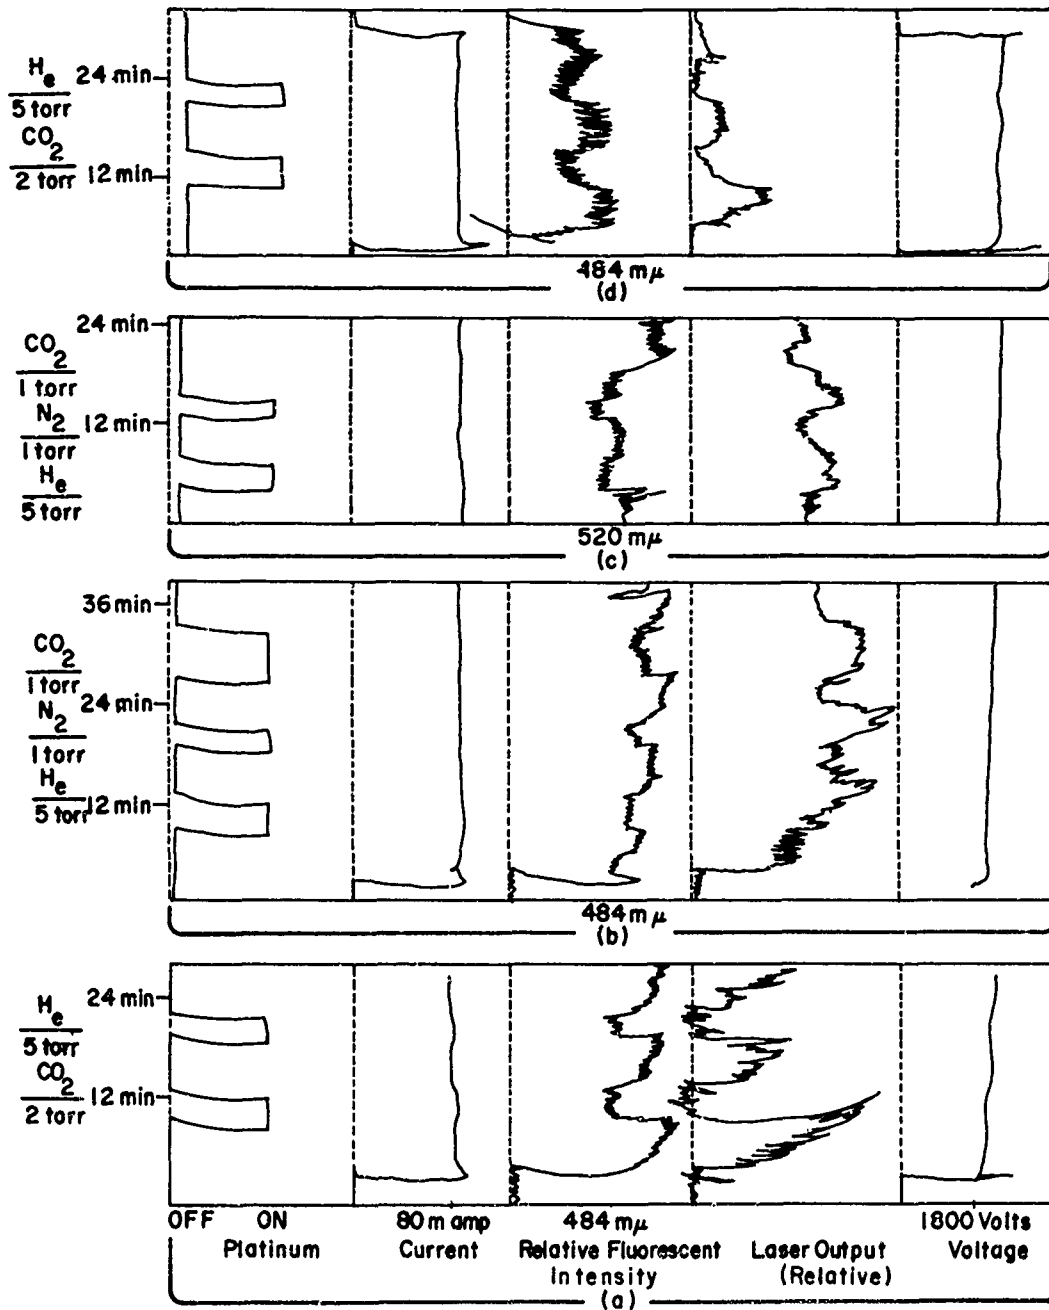 He
5 torr
CO2
2 torr
24 min
12 min
484 mμ
(d)
CO2
1 torr
N2
1 torr
He
5 torr
24 min
12 min
520 mμ
(c)
CO2
1 torr
N2
1 torr
He
5 torr
36 min
24 min
12 min
484 mμ
(b)
He
5 torr
CO2
2 torr
24 min
12 min
OFF ON
Platinum
80 m amp
Current
484 mμ
Relative Fluorescent
Intensity
Laser Output
(Relative)
1800 Volts
Voltage
(a)